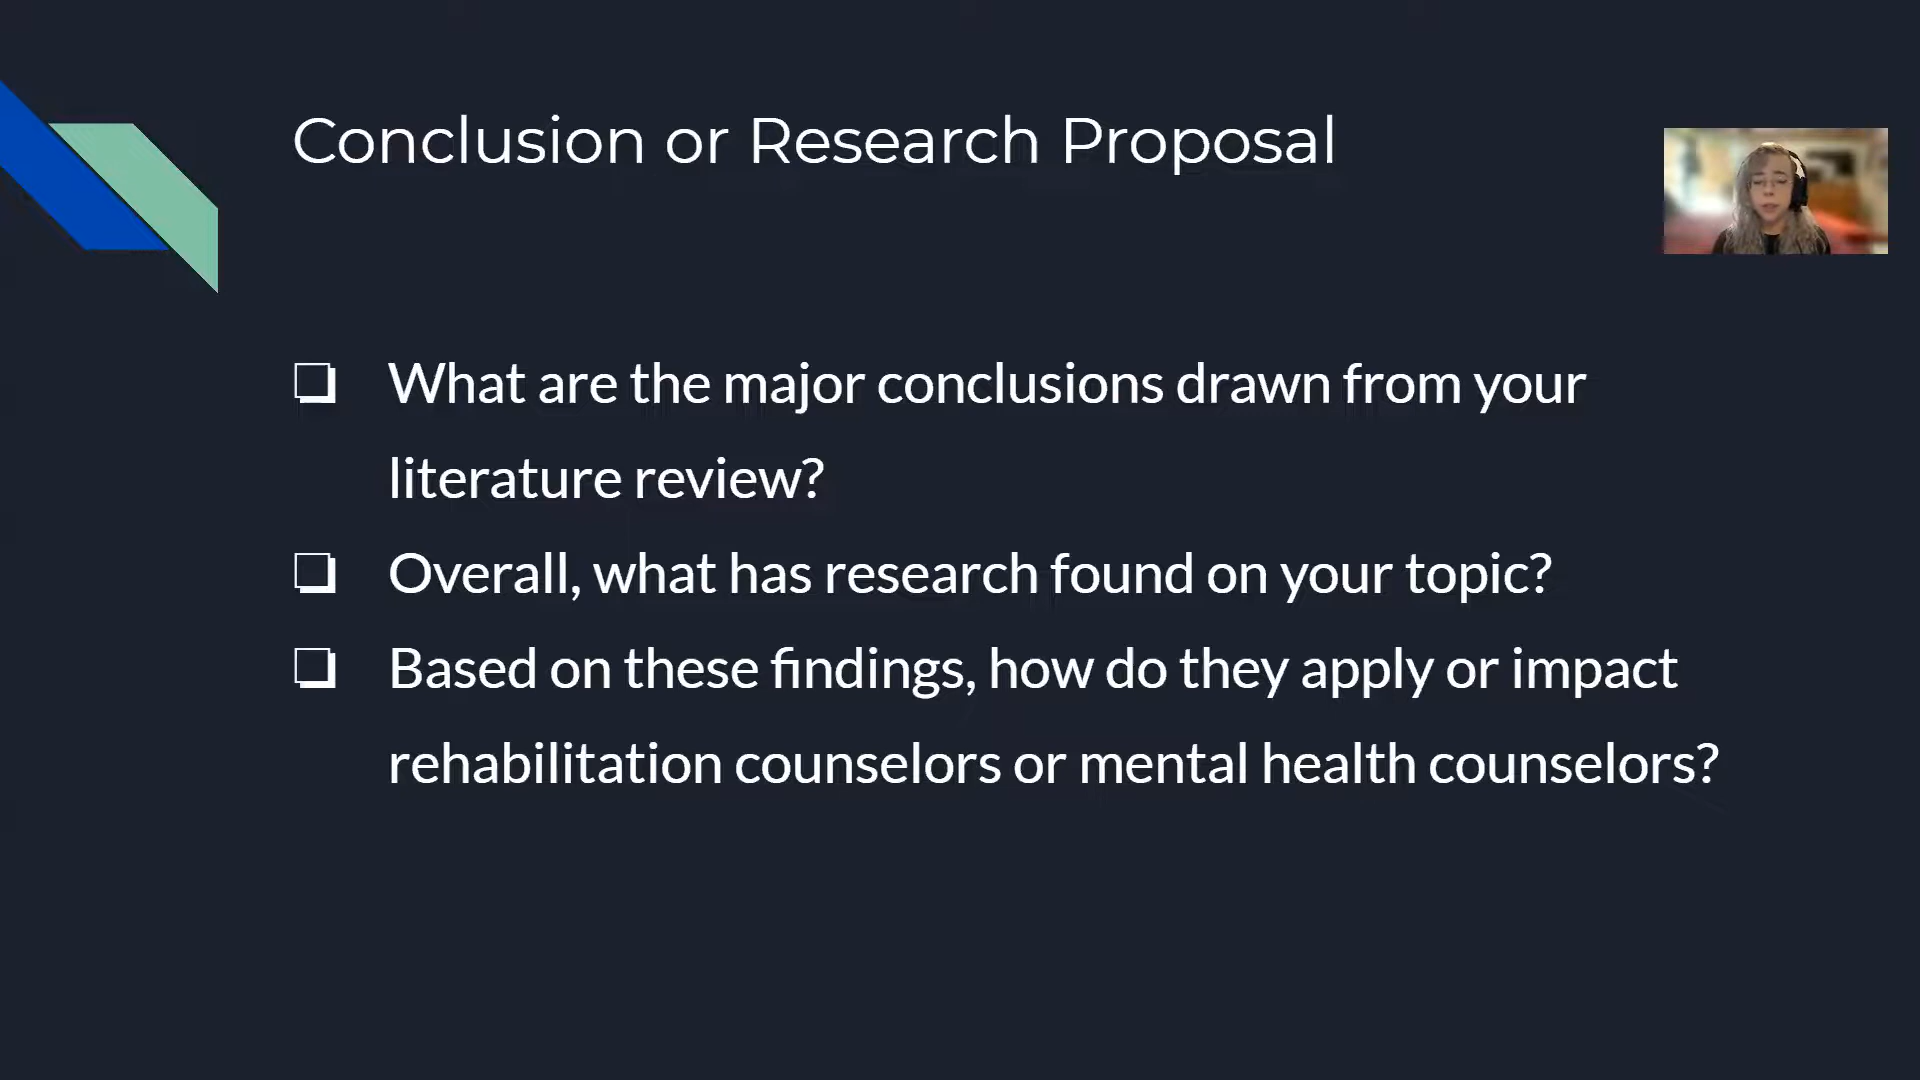 Conclusion or Research Proposal
❏ What are the major conclusions drawn from your
literature review?
❏ Overall, what has research found on your topic?
❏ Based on these findings, how do they apply or impact
rehabilitation counselors or mental health counselors?